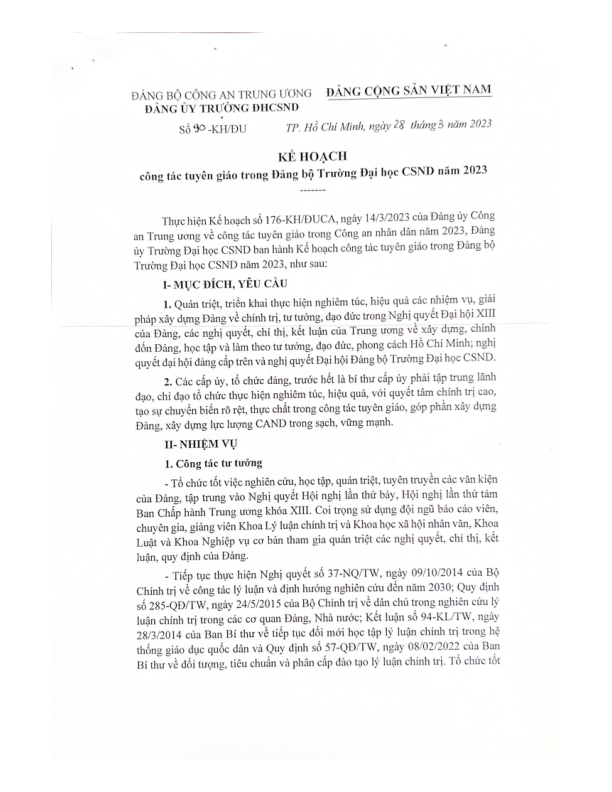 ĐẢNG BỘ CÔNG AN TRUNG ƯƠNG
ĐẢNG ỦY TRƯỜNG ĐHCSND
ĐẢNG CỘNG SẢN VIỆT NAM
Số 90-KH/ĐU
TP. Hồ Chí Minh, ngày 28 tháng 3 năm 2023
KẾ HOẠCH
công tác tuyên giáo trong Đảng bộ Trường Đại học CSND năm 2023
-------
Thực hiện Kế hoạch số 176-KH/ĐUCA, ngày 14/3/2023 của Đảng ủy Công
an Trung ương về công tác tuyên giáo trong Công an nhân dân năm 2023, Đảng
ủy Trường Đại học CSND ban hành Kế hoạch công tác tuyên giáo trong Đảng bộ
Trường Đại học CSND năm 2023, như sau:
I- MỤC ĐÍCH, YÊU CẦU
1. Quán triệt, triển khai thực hiện nghiêm túc, hiệu quả các nhiệm vụ, giải
pháp xây dựng Đảng về chính trị, tư tưởng, đạo đức trong Nghị quyết Đại hội XIII
của Đảng, các nghị quyết, chỉ thị, kết luận của Trung ương về xây dựng, chỉnh
đốn Đảng, học tập và làm theo tư tưởng, đạo đức, phong cách Hồ Chí Minh; nghị
quyết đại hội đảng cấp trên và nghị quyết Đại hội Đảng bộ Trường Đại học CSND.
2. Các cấp ủy, tổ chức đảng, trước hết là bí thư cấp ủy phải tập trung lãnh
đạo, chỉ đạo tổ chức thực hiện nghiêm túc, hiệu quả, với quyết tâm chính trị cao,
tạo sự chuyển biến rõ rệt, thực chất trong công tác tuyên giáo, góp phần xây dựng
Đảng, xây dựng lực lượng CAND trong sạch, vững mạnh.
II- NHIỆM VỤ
1. Công tác tư tưởng
- Tổ chức tốt việc nghiên cứu, học tập, quán triệt, tuyên truyền các văn kiện
của Đảng, tập trung vào Nghị quyết Hội nghị lần thứ bảy, Hội nghị lần thứ tám
Ban Chấp hành Trung ương khóa XIII. Coi trọng sử dụng đội ngũ báo cáo viên,
chuyên gia, giảng viên Khoa Lý luận chính trị và Khoa học xã hội nhân văn, Khoa
Luật và Khoa Nghiệp vụ cơ bản tham gia quán triệt các nghị quyết, chỉ thị, kết
luận, quy định của Đảng.
- Tiếp tục thực hiện Nghị quyết số 37-NQ/TW, ngày 09/10/2014 của Bộ
Chính trị về công tác lý luận và định hướng nghiên cứu đến năm 2030; Quy định
số 285-QĐ/TW, ngày 24/5/2015 của Bộ Chính trị về dân chủ trong nghiên cứu lý
luận chính trị trong các cơ quan Đảng, Nhà nước; Kết luận số 94-KL/TW, ngày
28/3/2014 của Ban Bí thư về tiếp tục đổi mới học tập lý luận chính trị trong hệ
thống giáo dục quốc dân và Quy định số 57-QĐ/TW, ngày 08/02/2022 của Ban
Bí thư về đối tượng, tiêu chuẩn và phân cấp đào tạo lý luận chính trị. Tổ chức tốt